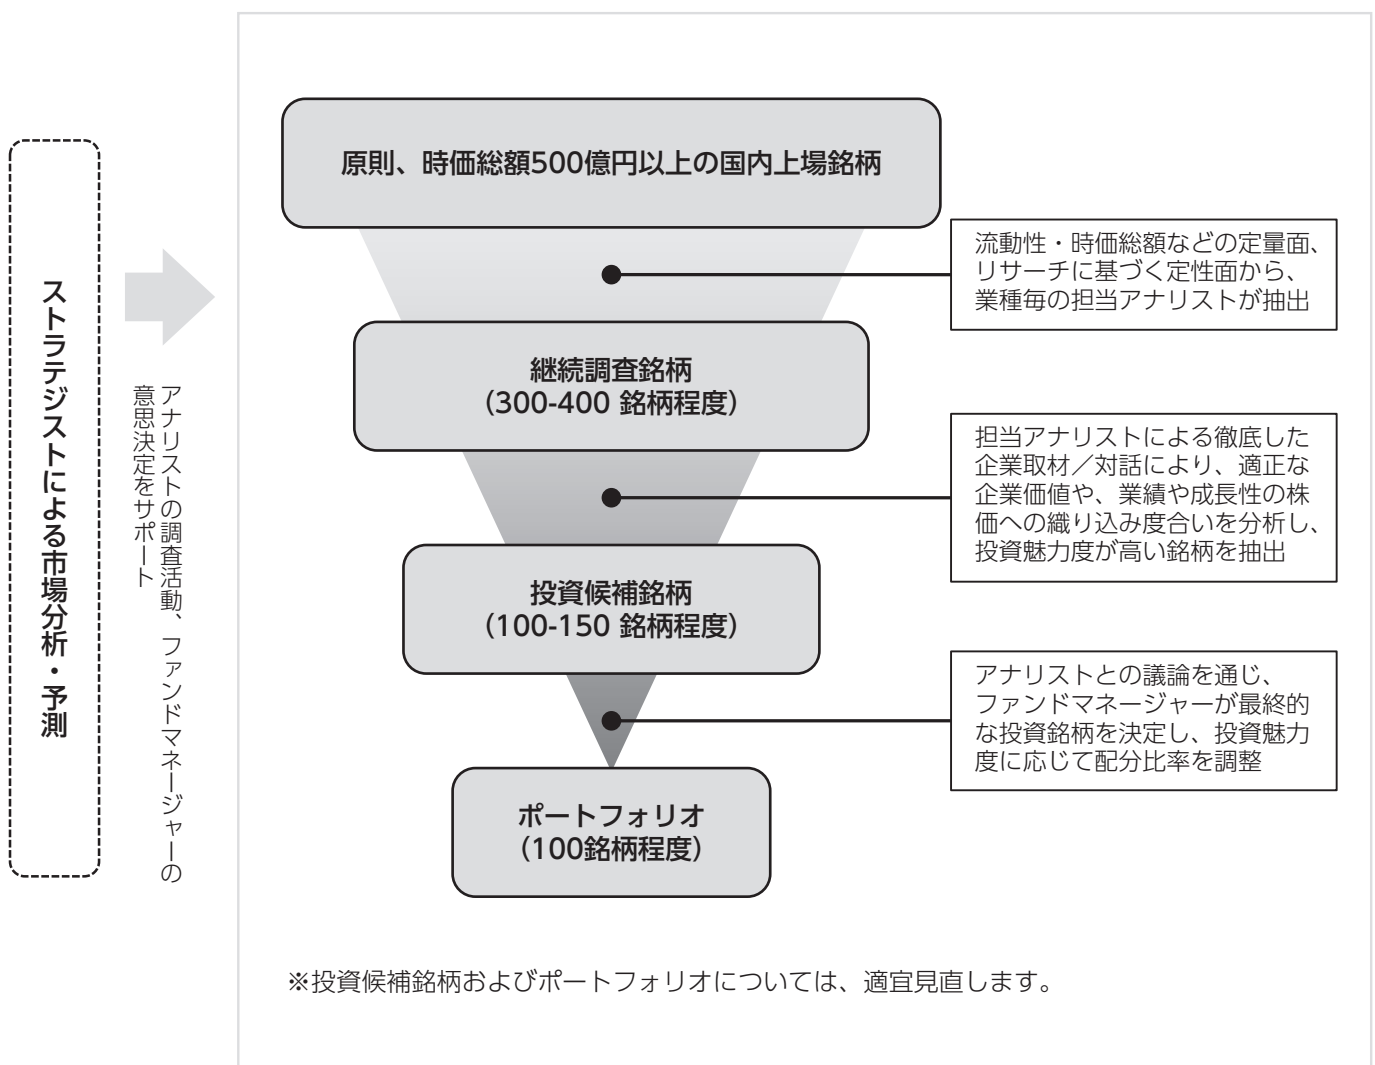 ストラテジストによる市場分析・予測
アナリストの調査活動、ファンドマネージャーの
意思決定をサポート
原則、時価総額500億円以上の国内上場銘柄
流動性・時価総額などの定量面、
リサーチに基づく定性面から、
業種毎の担当アナリストが抽出
継続調査銘柄
（300-400 銘柄程度）
担当アナリストによる徹底した
企業取材／対話により、適正な
企業価値や、業績や成長性の株
価への織り込み度合いを分析し、
投資魅力度が高い銘柄を抽出
投資候補銘柄
（100-150 銘柄程度）
アナリストとの議論を通じ、
ファンドマネージャーが最終的
な投資銘柄を決定し、投資魅力
度に応じて配分比率を調整
ポートフォリオ
（100銘柄程度）
※投資候補銘柄およびポートフォリオについては、適宜見直します。